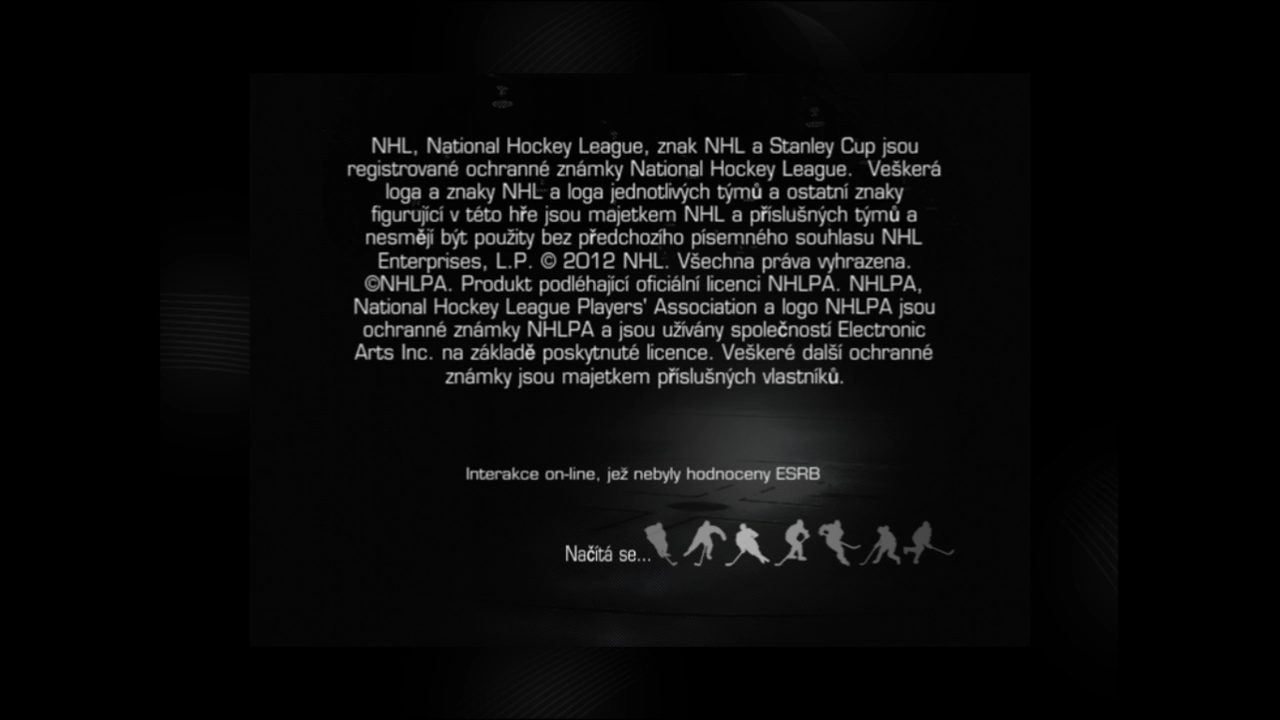 NHL, National Hockey League, znak NHL a Stanley Cup jsou
registrované ochranné známky National Hockey League.  Veškerá
loga a znaky NHL a loga jednotlivých týmů a ostatní znaky
figurující v této hře jsou majetkem NHL a příslušných týmů a
nesmějí být použity bez předchozího písemného souhlasu NHL
Enterprises, L.P. © 2012 NHL. Všechna práva vyhrazena.
©NHLPA. Produkt podléhající oficiální licenci NHLPA. NHLPA,
National Hockey League Players' Association a logo NHLPA jsou
ochranné známky NHLPA a jsou užívány společností Electronic
Arts Inc. na základě poskytnuté licence. Veškeré další ochranné
známky jsou majetkem příslušných vlastníků.
Interakce on-line, jež nebyly hodnoceny ESRB
Načítá se...